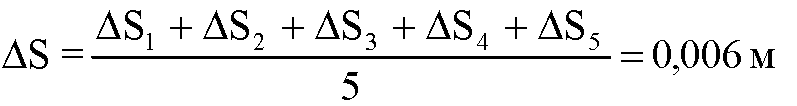 ΔS = (ΔS₁ + ΔS₂ + ΔS₃ + ΔS₄ + ΔS₅) / 5 = 0,006 м